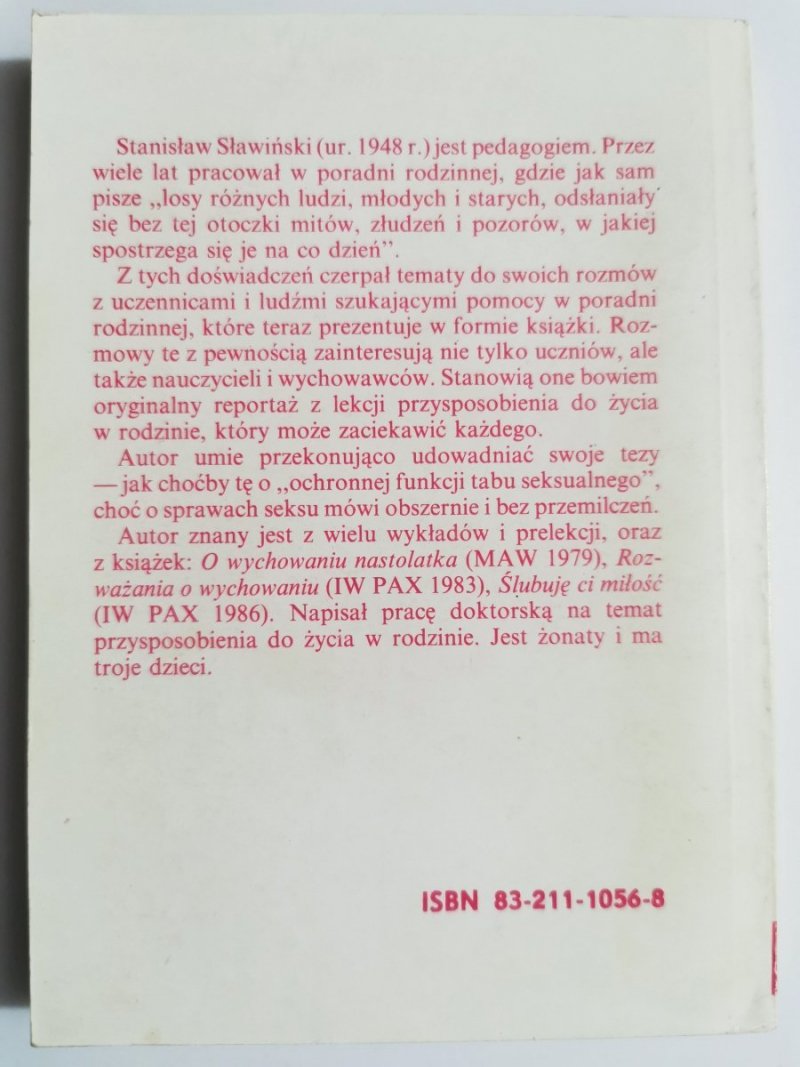 Stanisław Sławiński (ur. 1948 r.) jest pedagogiem. Przez
wiele lat pracował w poradni rodzinnej, gdzie jak sam
pisze „losy różnych ludzi, młodych i starych, odsłaniały
się bez tej otoczki mitów, złudzeń i pozorów, w jakiej
spostrzega się je na co dzień”.
Z tych doświadczeń czerpał tematy do swoich rozmów
z uczennicami i ludźmi szukającymi pomocy w poradni
rodzinnej, które teraz prezentuje w formie książki. Roz-
mowy te z pewnością zainteresują nie tylko uczniów, ale
także nauczycieli i wychowawców. Stanowią one bowiem
oryginalny reportaż z lekcji przysposobienia do życia
w rodzinie, który może zaciekawić każdego.
Autor umie przekonująco udowadniać swoje tezy
— jak choćby tę o „ochronnej funkcji tabu seksualnego”,
choć o sprawach seksu mówi obszernie i bez przemilczeń.
Autor znany jest z wielu wykładów i prelekcji, oraz
z książek: O wychowaniu nastolatka (MAW 1979), Roz-
ważania o wychowaniu (IW PAX 1983), Ślubuję ci miłość
(IW PAX 1986). Napisał pracę doktorską na temat
przysposobienia do życia w rodzinie. Jest żonaty i ma
troje dzieci.
ISBN 83-211-1056-8